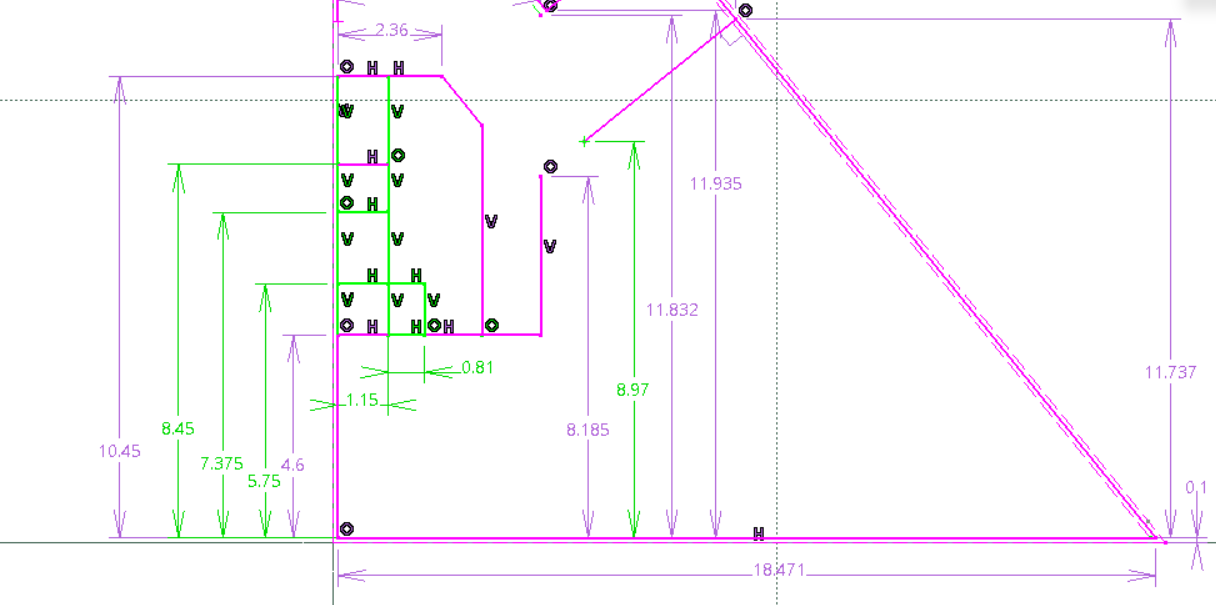 2.36
H H
V V
H
11.935
V V
H
V
V V
V
H H
11.832
V V V
H H H
0.81
11.737
8.97
1.15
8.45
8.185
10.45
7.375
4.6
5.75
0.1
H
18.471